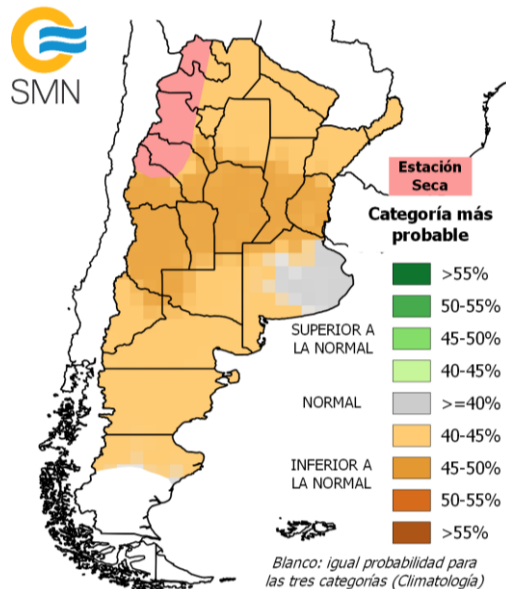 SMN
Estación
Seca
Categoría más
probable
>55%
50-55%
45-50%
SUPERIOR A
LA NORMAL
40-45%
NORMAL
>=40%
40-45%
INFERIOR A
LA NORMAL
45-50%
50-55%
>55%
Blanco: igual probabilidad para
las tres categorías (Climatología)